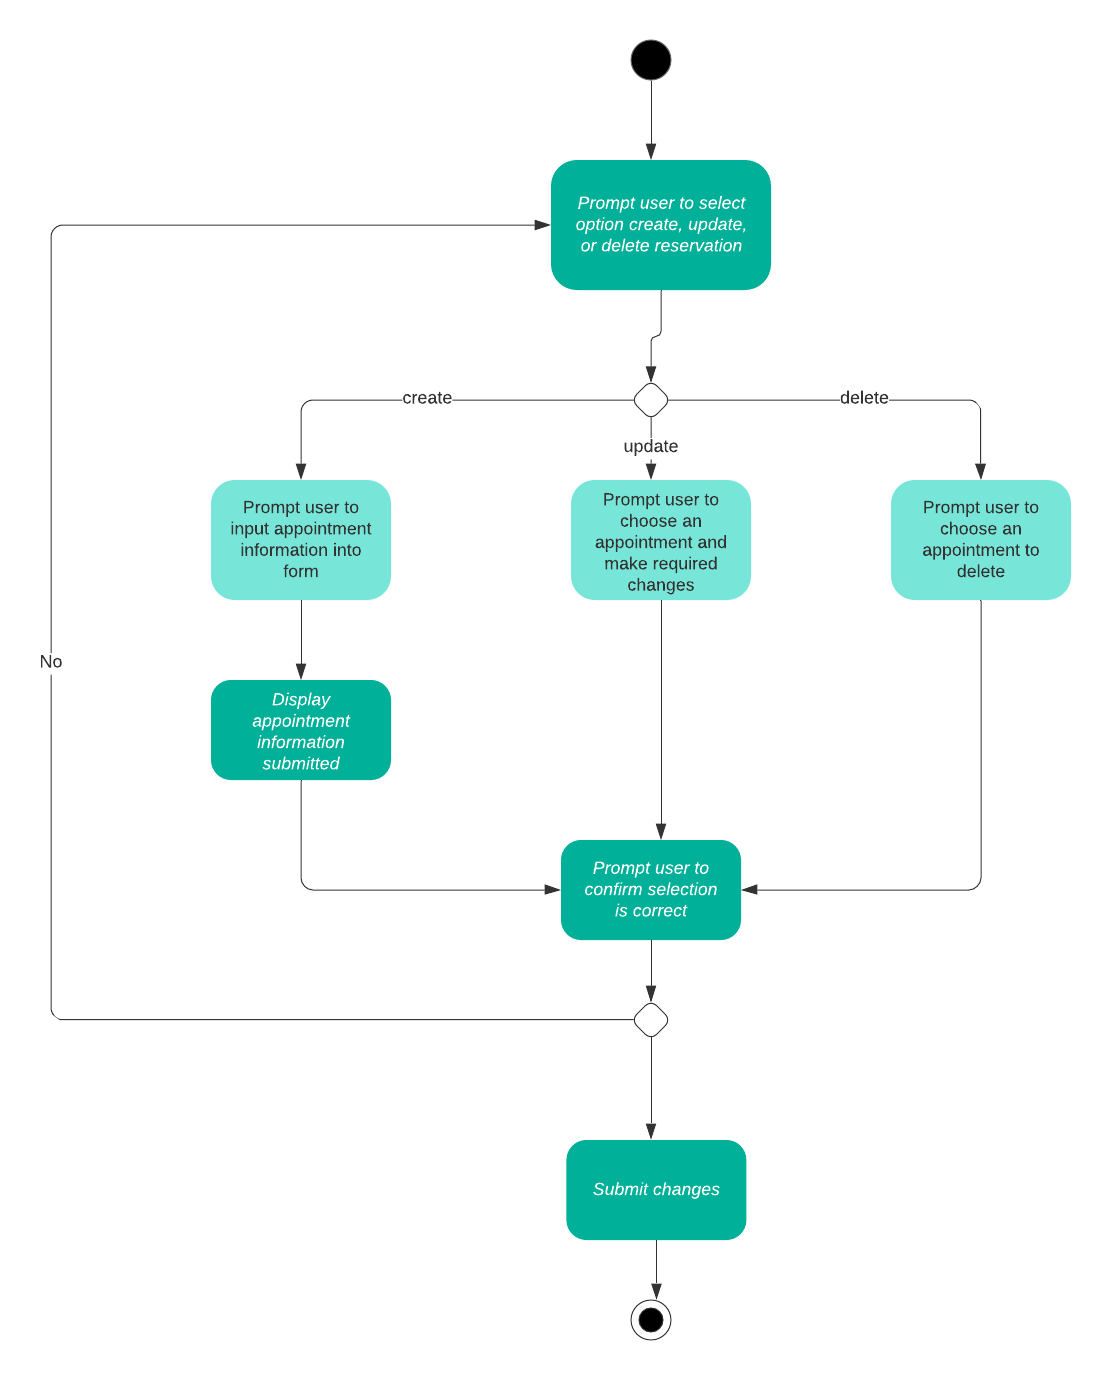 Prompt user to select
option create, update,
or delete reservation
create
delete
update
Prompt user to
input appointment
information into
form
Prompt user to
choose an
appointment and
make required
changes
Prompt user to
choose an
appointment to
delete
No
Display
appointment
information
submitted
Prompt user to
confirm selection
is correct
Submit changes